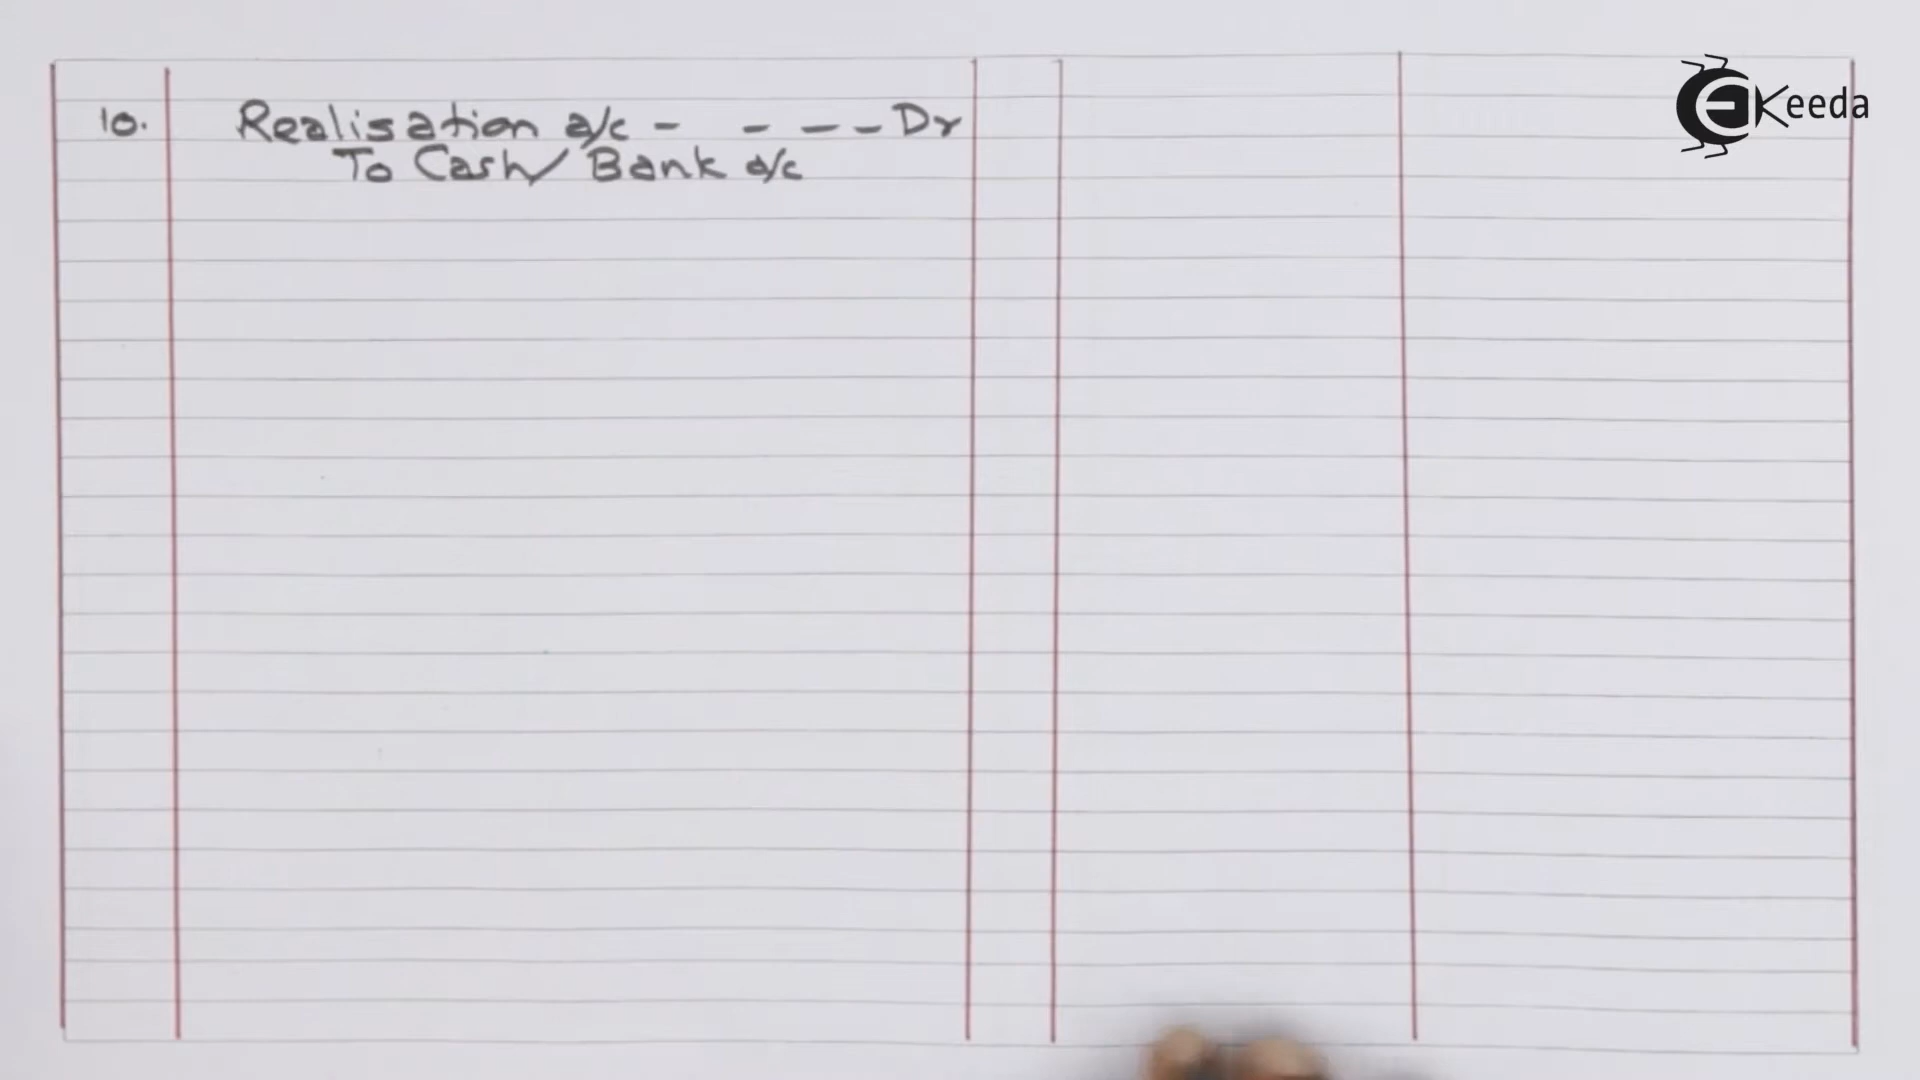 10. Realisation a/c - - - - Dr
To Cash/ Bank a/c
Keeda